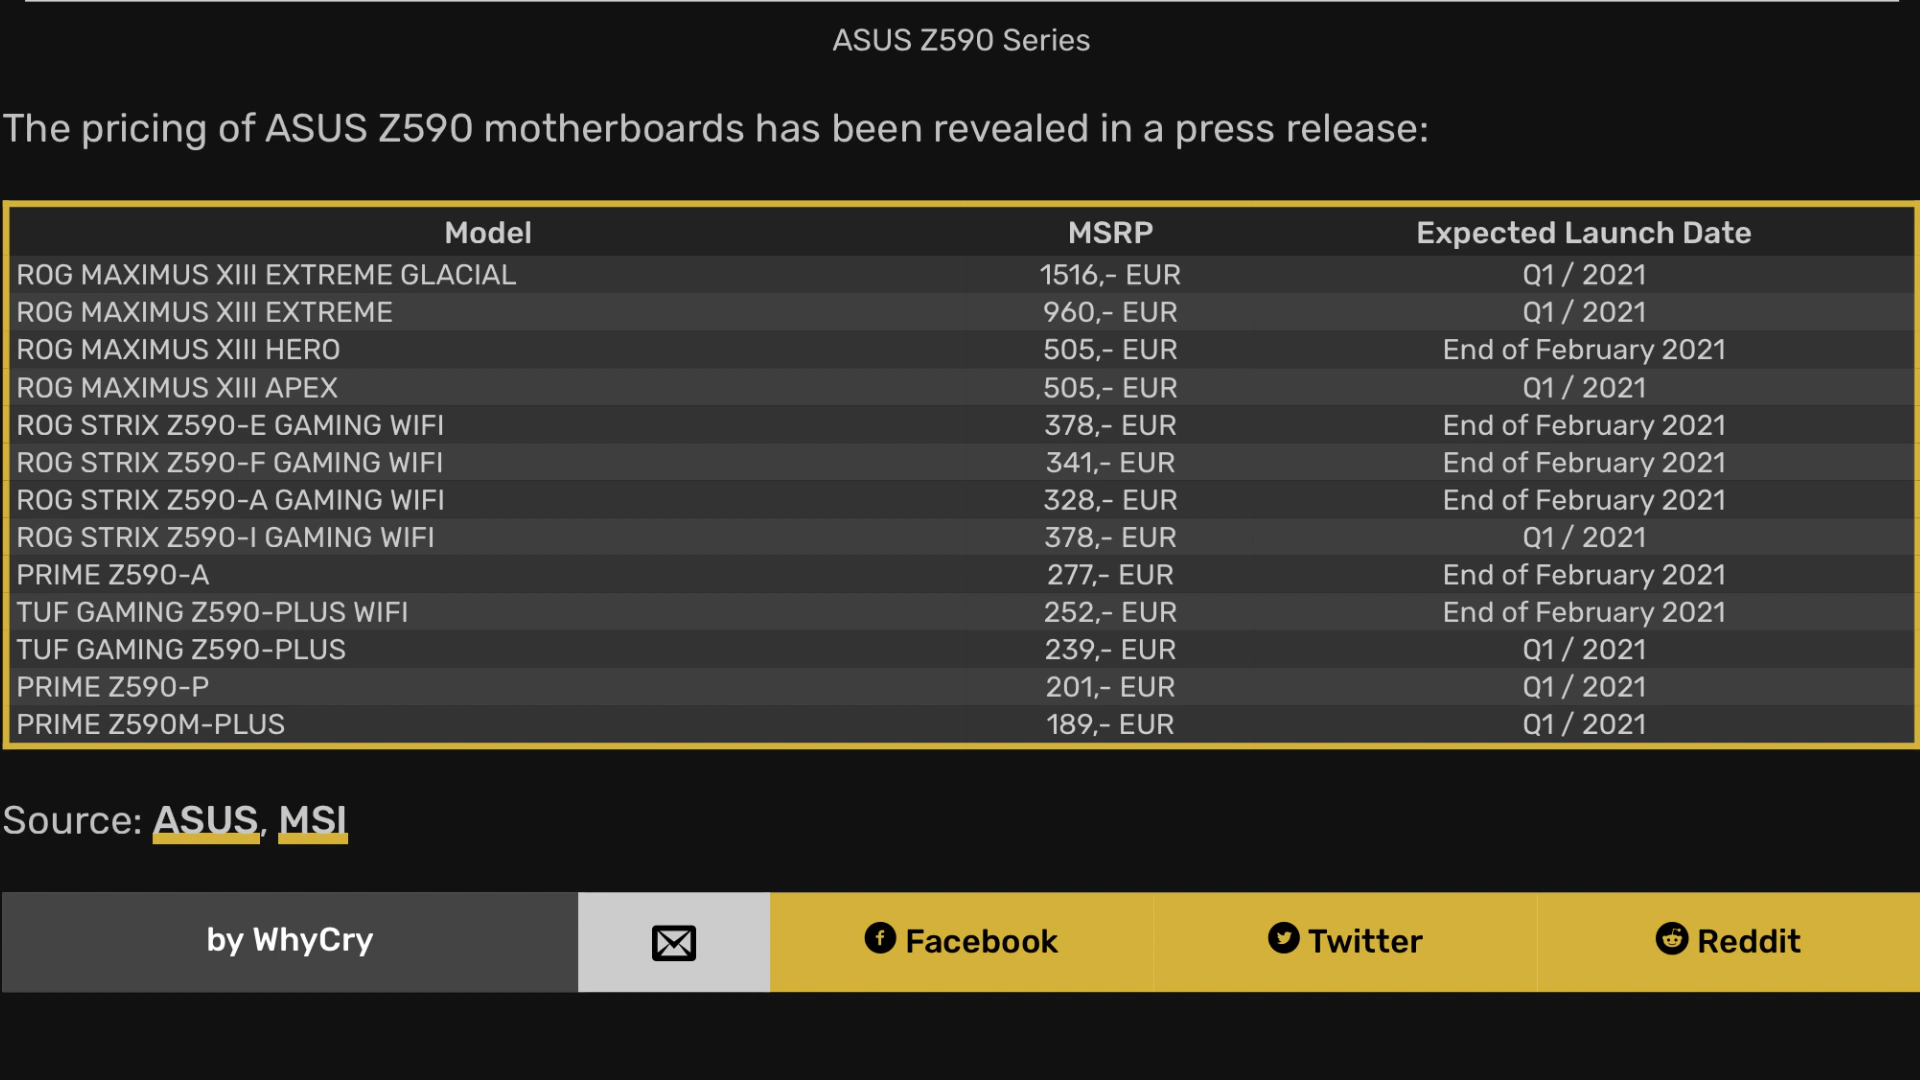 ASUS Z590 Series
The pricing of ASUS Z590 motherboards has been revealed in a press release:
Model MSRP Expected Launch Date
ROG MAXIMUS XIII EXTREME GLACIAL 1516,- EUR Q1 / 2021
ROG MAXIMUS XIII EXTREME 960,- EUR Q1 / 2021
ROG MAXIMUS XIII HERO 505,- EUR End of February 2021
ROG MAXIMUS XIII APEX 505,- EUR Q1 / 2021
ROG STRIX Z590-E GAMING WIFI 378,- EUR End of February 2021
ROG STRIX Z590-F GAMING WIFI 341,- EUR End of February 2021
ROG STRIX Z590-A GAMING WIFI 328,- EUR End of February 2021
ROG STRIX Z590-I GAMING WIFI 378,- EUR Q1 / 2021
PRIME Z590-A 277,- EUR End of February 2021
TUF GAMING Z590-PLUS WIFI 252,- EUR End of February 2021
TUF GAMING Z590-PLUS 239,- EUR Q1 / 2021
PRIME Z590-P 201,- EUR Q1 / 2021
PRIME Z590M-PLUS 189,- EUR Q1 / 2021
Source: ASUS, MSI
by WhyCry Facebook Twitter Reddit